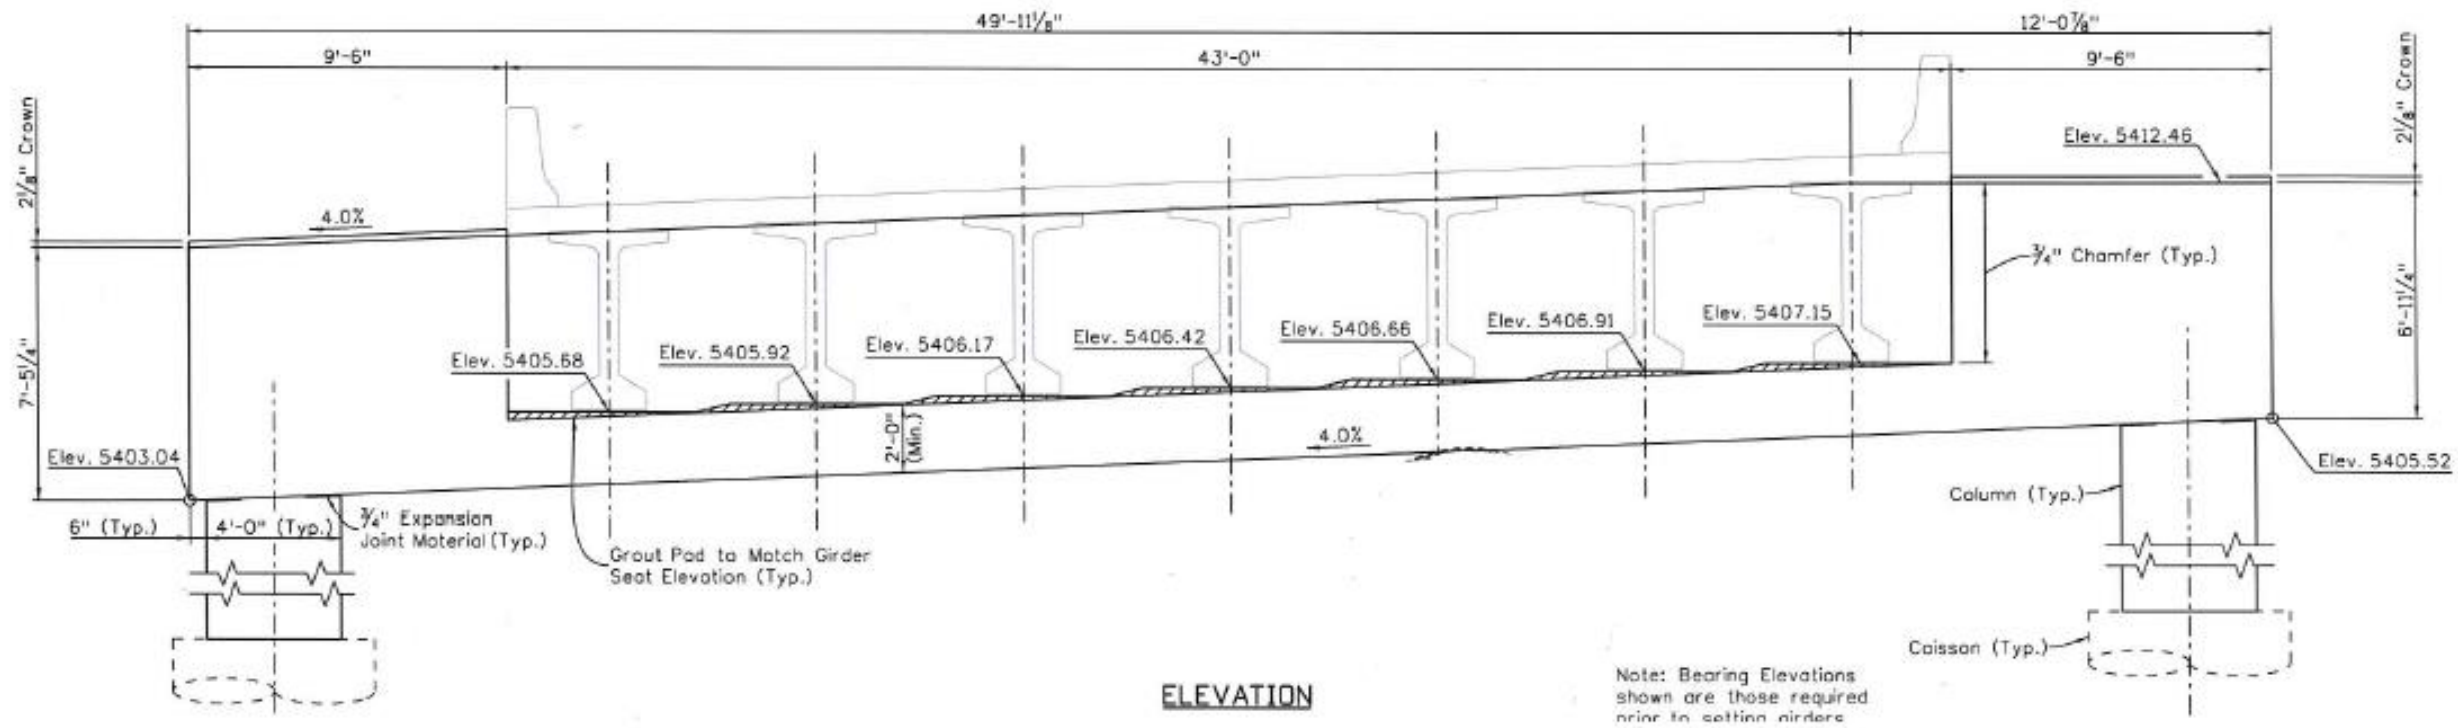 49'-11⅛"
12'-0⅞"
9'-6"
43'-0"
9'-6"
2⅛" Crown
2⅛" Crown
Elev. 5412.46
4.0%
¾" Chamfer (Typ.)
7'-5¼"
6'-11¼"
Elev. 5405.68
Elev. 5405.92
Elev. 5406.17
Elev. 5406.42
Elev. 5406.66
Elev. 5406.91
Elev. 5407.15
2'-0"
(Min.)
4.0%
Elev. 5403.04
Elev. 5405.52
6" (Typ.)
4'-0" (Typ.)
¾" Expansion
Joint Material (Typ.)
Column (Typ.)
Grout Pad to Match Girder
Seat Elevation (Typ.)
Caisson (Typ.)
ELEVATION
Note: Bearing Elevations
shown are those required
prior to setting girders